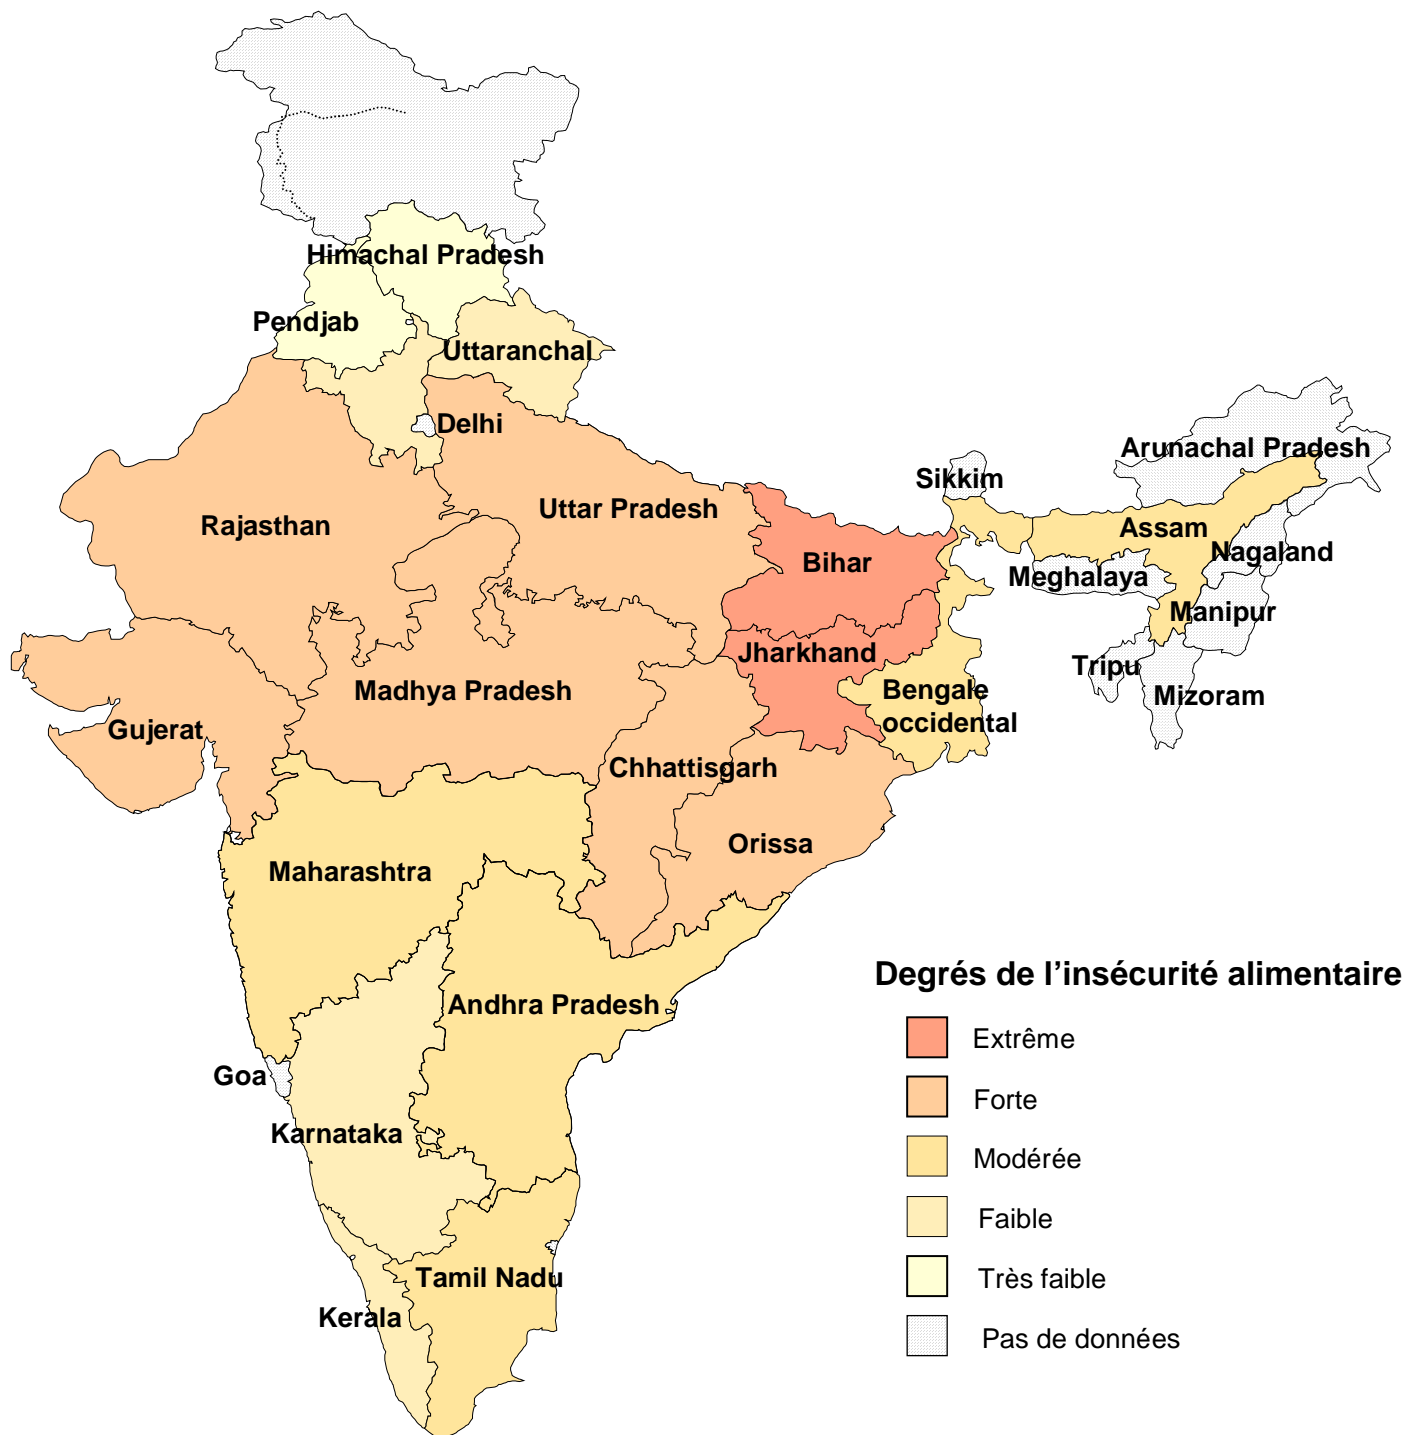 Himachal Pradesh
Pendjab
Uttaranchal
Delhi
Arunachal Pradesh
Sikkim
Rajasthan
Uttar Pradesh
Assam
Nagaland
Bihar
Meghalaya
Manipur
Jharkhand
Tripu
Madhya Pradesh
Bengale
occidental
Mizoram
Gujerat
Chhattisgarh
Orissa
Maharashtra
Andhra Pradesh
Goa
Karnataka
Tamil Nadu
Kerala
Degrés de l’insécurité alimentaire
Extrême
Forte
Modérée
Faible
Très faible
Pas de données